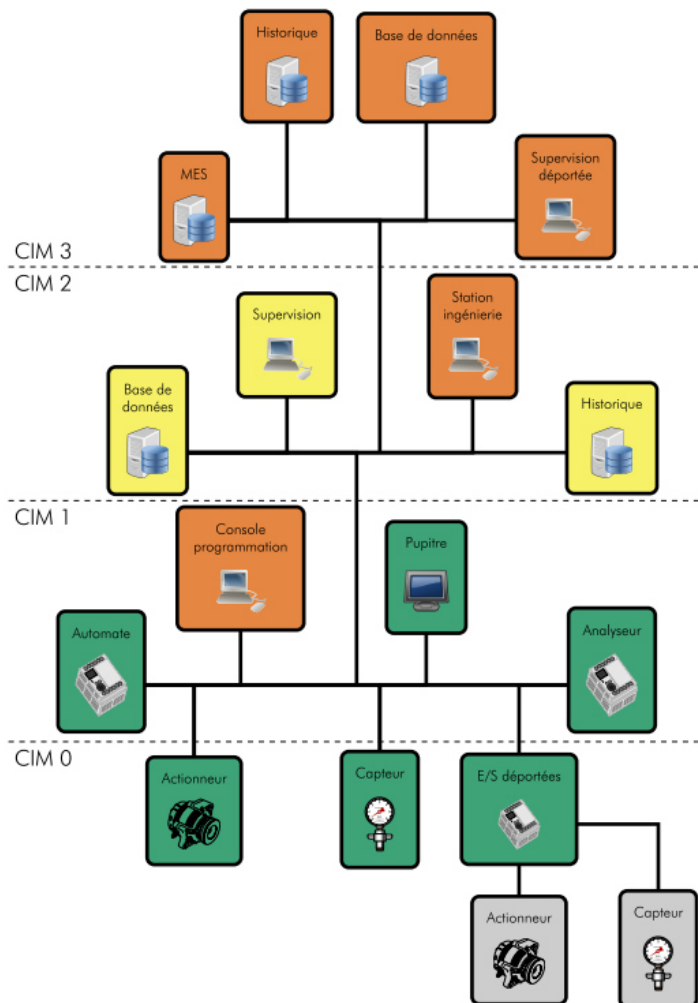 Historique
Base de données
MES
Supervision
déportée
CIM 3
CIM 2
Supervision
Station
ingénierie
Base de
données
Historique
CIM 1
Console
programmation
Pupitre
Automate
Analyseur
CIM 0
Actionneur
Capteur
E/S déportées
Actionneur
Capteur